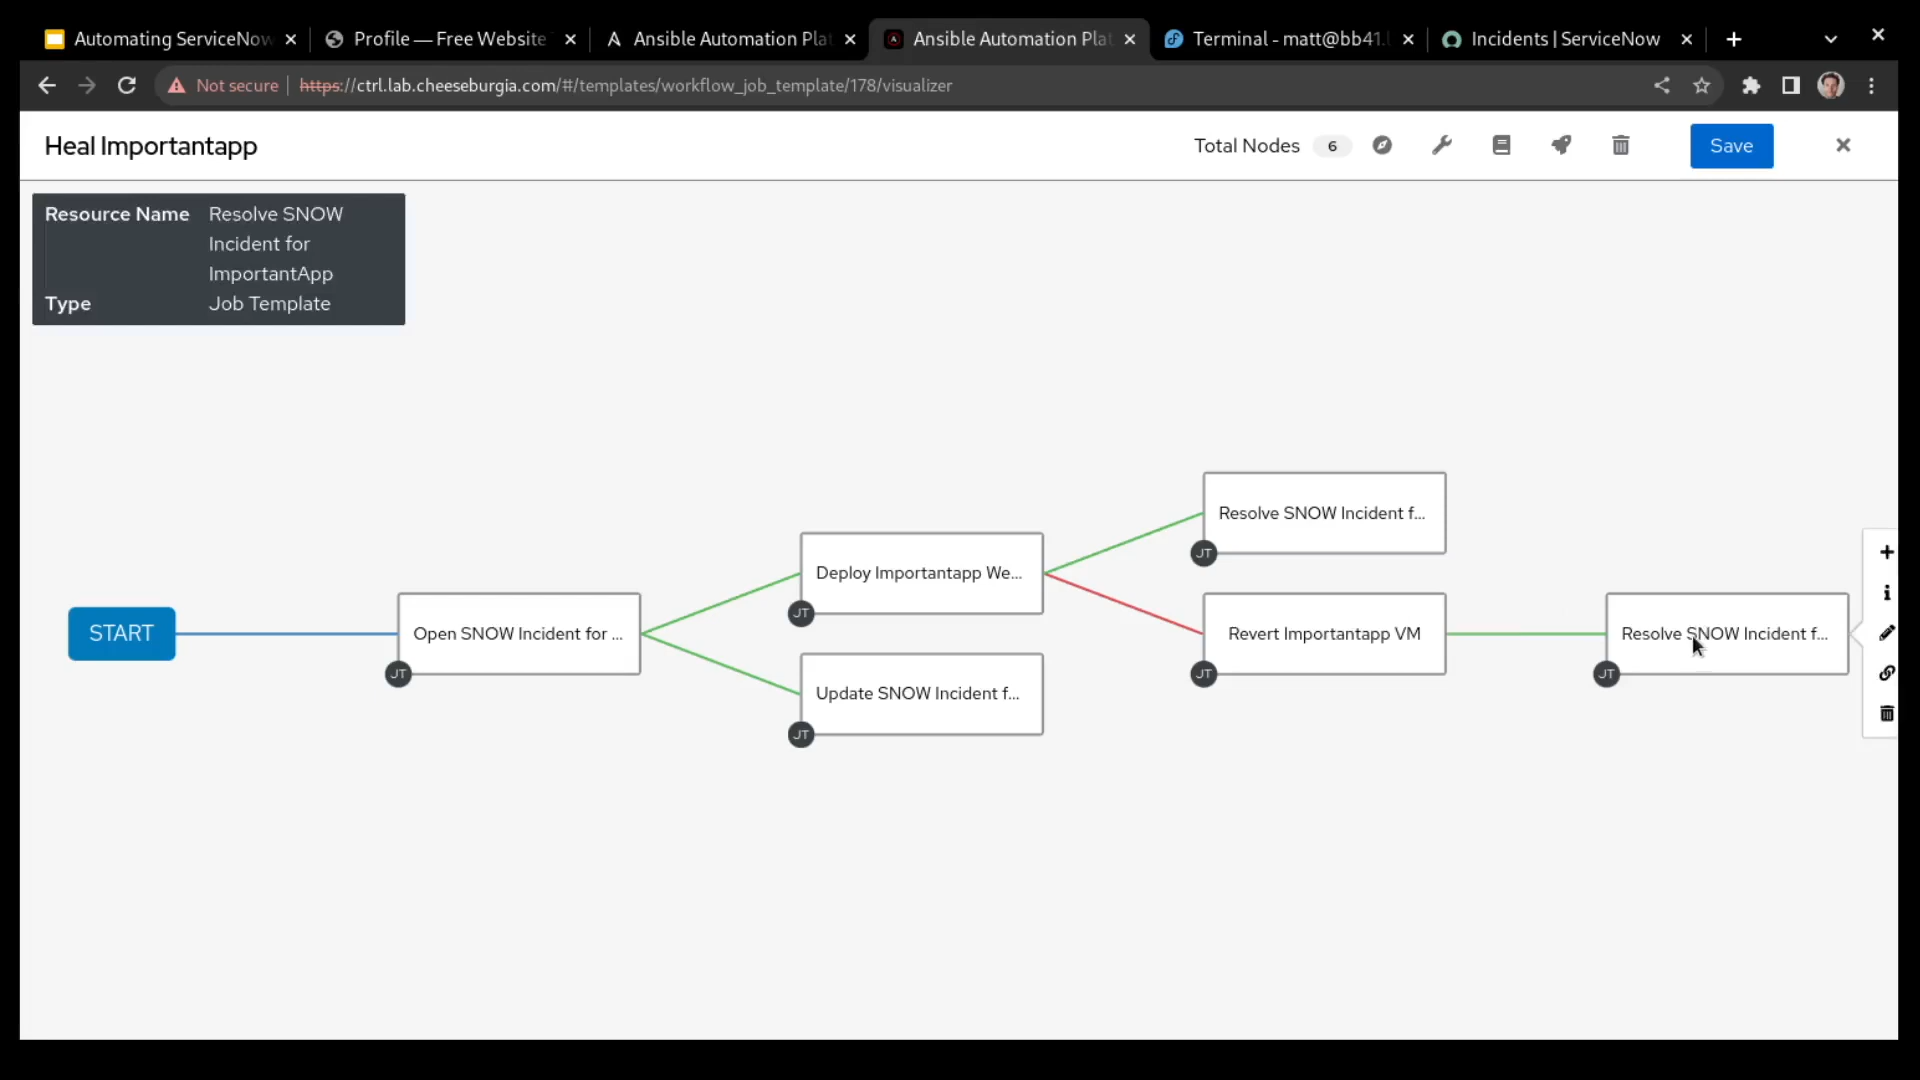 Automating ServiceNow
Profile — Free Website
Ansible Automation Plat
Ansible Automation Plat
Terminal - matt@bb41.l
Incidents | ServiceNow
Not secure
https://ctrl.lab.cheeseburgia.com/#/templates/workflow_job_template/178/visualizer
Heal Importantapp
Total Nodes 6
Save
Resource Name Resolve SNOW
Incident for
ImportantApp
Type Job Template
Resolve SNOW Incident f...
JT
Deploy Importantapp We...
JT
START
Open SNOW Incident for ...
JT
Revert Importantapp VM
JT
Resolve SNOW Incident f...
JT
Update SNOW Incident f...
JT